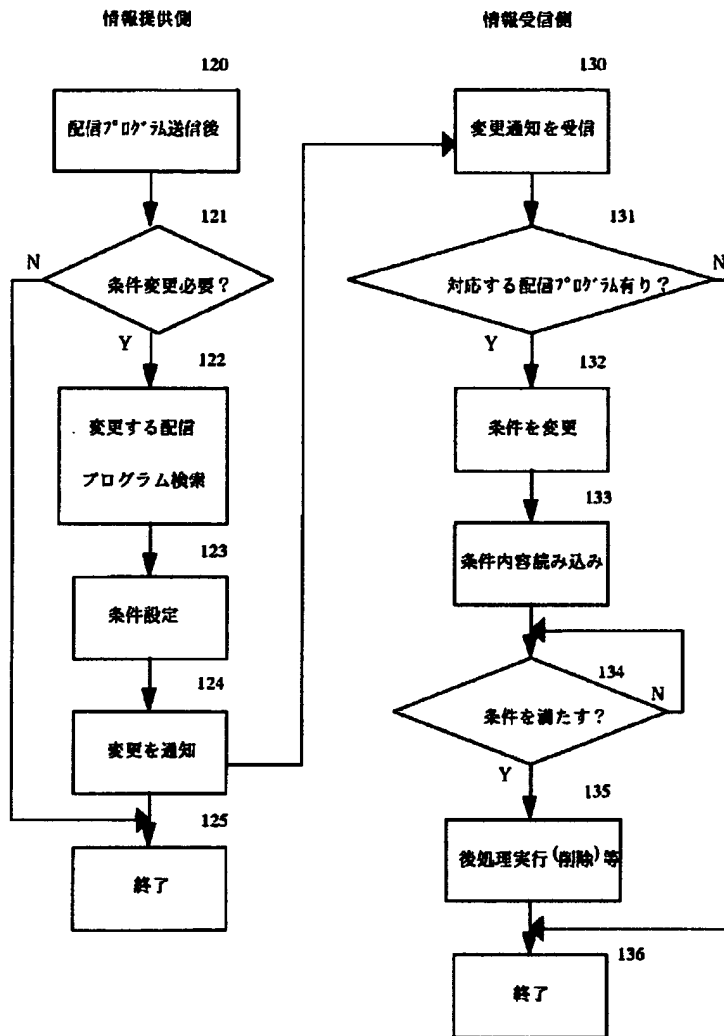 情報提供側
120
配信ﾌﾟﾛｸﾞﾗﾑ送信後
121
N
条件変更必要？
Y
122
変更する配信
プログラム検索
123
条件設定
124
変更を通知
125
終了
情報受信側
130
変更通知を受信
131
N
対応する配信ﾌﾟﾛｸﾞﾗﾑ有り？
Y
132
条件を変更
133
条件内容読み込み
134
N
条件を満たす？
Y
135
後処理実行(削除)等
136
終了